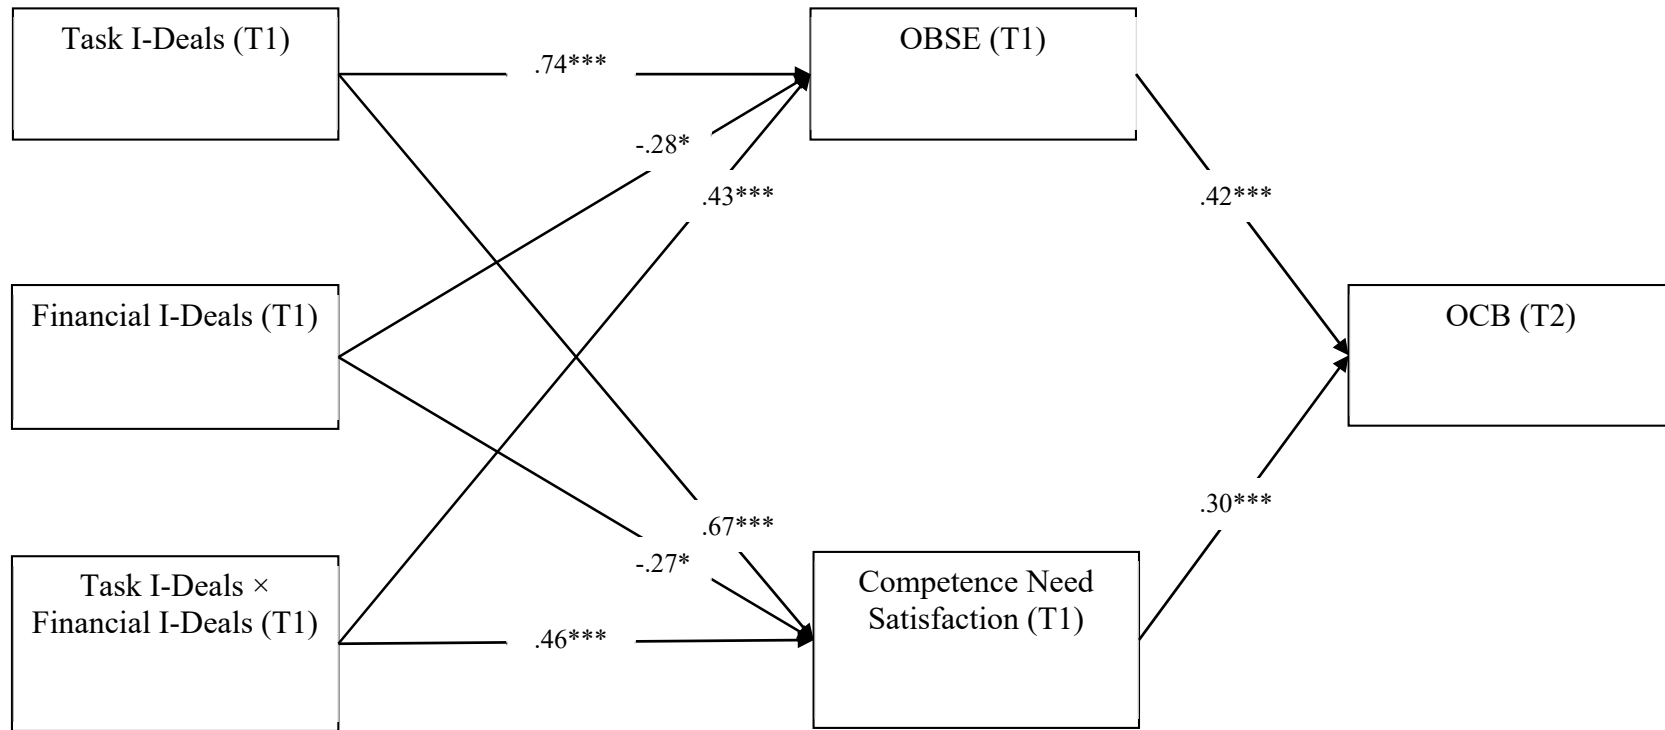 Task I-Deals (T1)
.74***
OBSE (T1)
-.28*
.43***
.42***
Financial I-Deals (T1)
OCB (T2)
.67***
-.27*
.30***
Task I-Deals ×
Financial I-Deals (T1)
.46***
Competence Need
Satisfaction (T1)